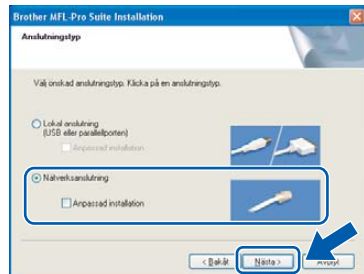 Brother MFL-Pro Suite Installation
Anslutningstyp
Välj önskad anslutningstyp. Klicka på en anslutningstyp.
Lokal anslutning
(USB eller parallellporten)
Anpassad installation
Nätverksanslutning
Anpassad installation
< Bakåt
Nästa >
Avbryt